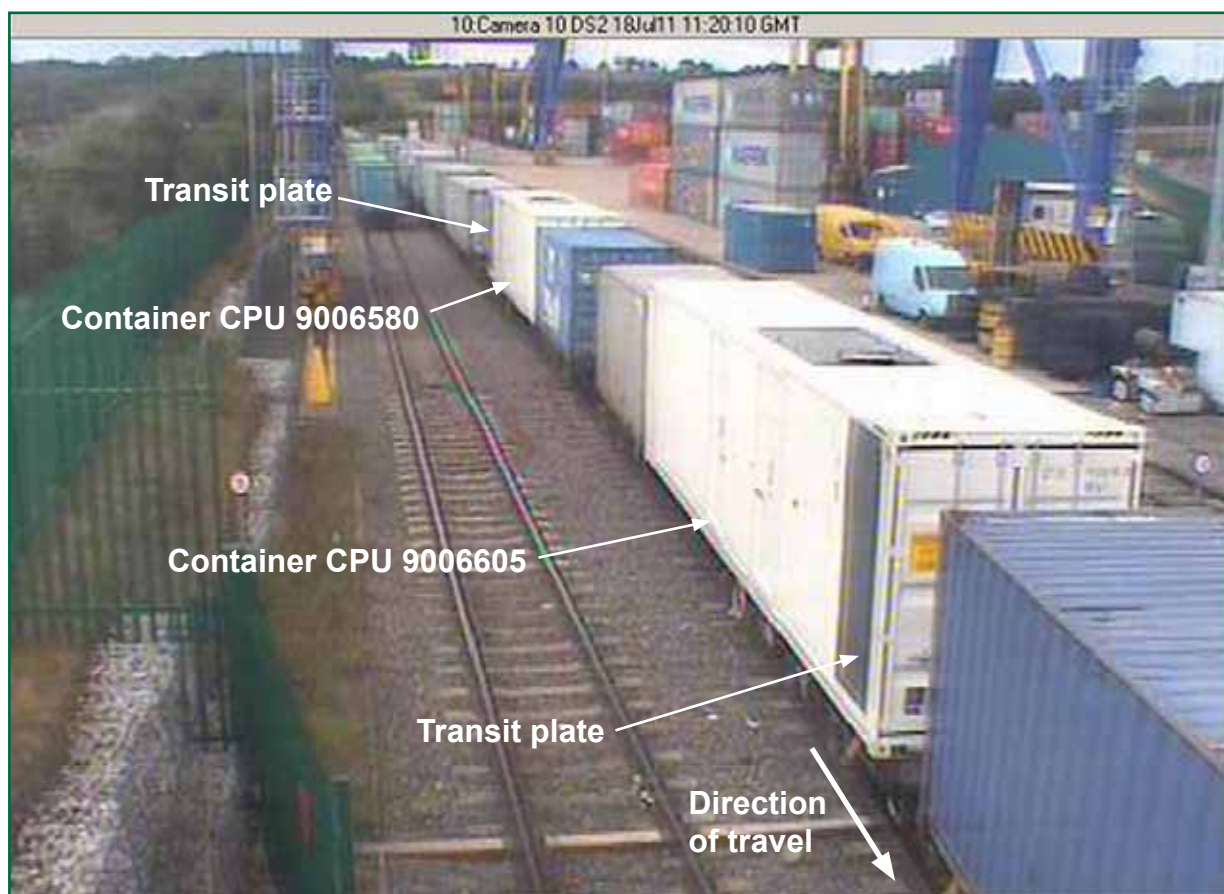 10:Camera 10 DS2 18Jul11 11:20:10 GMT
Transit plate
Container CPU 9006580
Container CPU 9006605
Transit plate
Direction
of travel